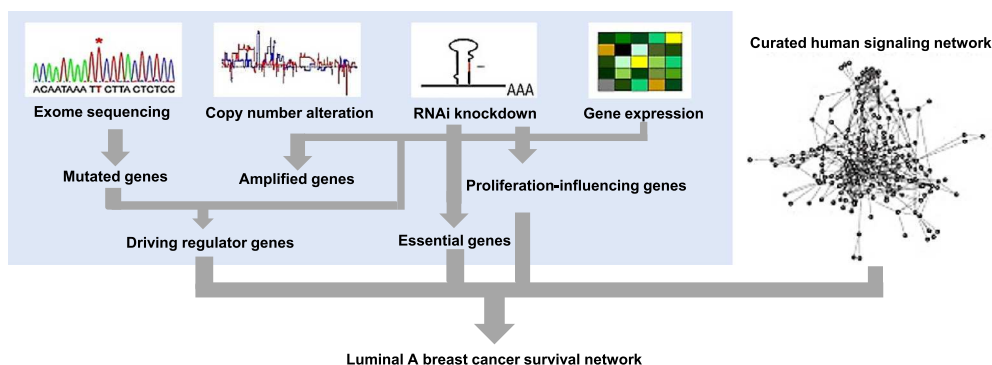 Curated human signaling network
*
ACAATAAA TT CTTA CTCTCC
AAA
Exome sequencing
Copy number alteration
RNAi knockdown
Gene expression
Mutated genes
Amplified genes
Proliferation-influencing genes
Driving regulator genes
Essential genes
Luminal A breast cancer survival network